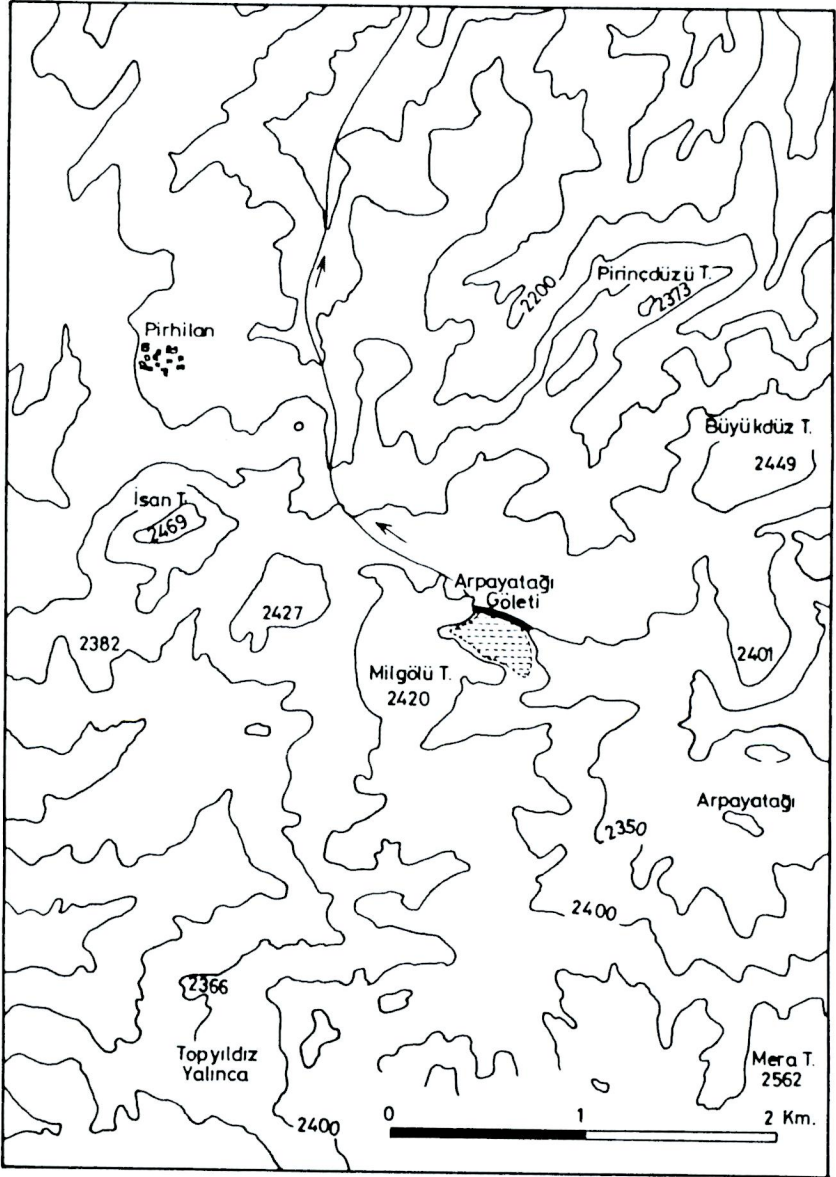 Pirinçdüzü T.
2373
2200
Pirhilan
Büyükdüz T.
2449
İsan T.
2469
Arpayatağı
Göleti
2427
2382
2401
Milgölü T.
2420
Arpayatağı
2350
2400
2366
Topyıldız
Yalınca
Mera T.
2562
2400
0 1 2 Km.